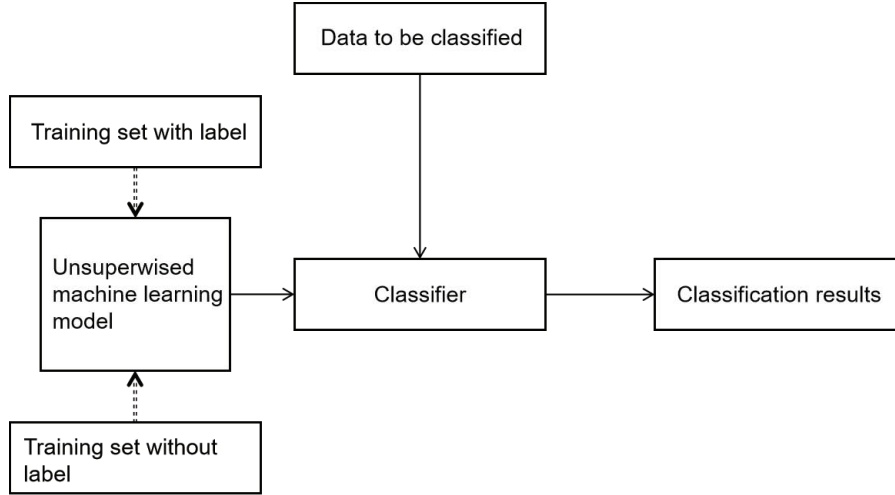 Data to be classified
Training set with label
Unsuperwised
machine learning
model
Classifier
Classification results
Training set without
label